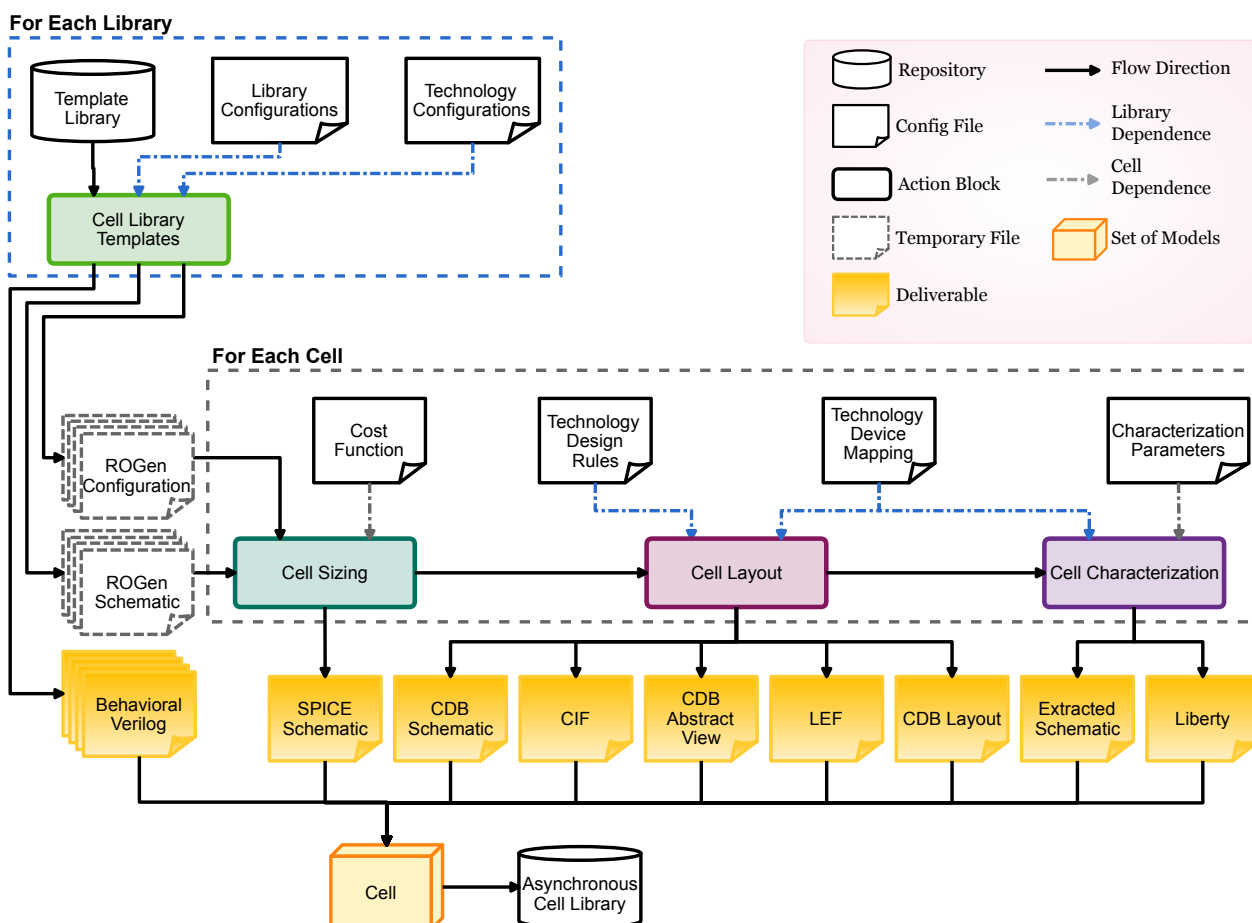 For Each Library
Template
Library
Library
Configurations
Technology
Configurations
Cell Library
Templates
Repository
Config File
Action Block
Temporary File
Deliverable
Flow Direction
Library
Dependence
Cell
Dependence
Set of Models
For Each Cell
ROGen
Configuration
ROGen
Schematic
Cost
Function
Technology
Design
Rules
Technology
Device
Mapping
Characterization
Parameters
Cell Sizing
Cell Layout
Cell Characterization
Behavioral
Verilog
SPICE
Schematic
CDB
Schematic
CIF
CDB
Abstract
View
LEF
CDB Layout
Extracted
Schematic
Liberty
Cell
Asynchronous
Cell Library